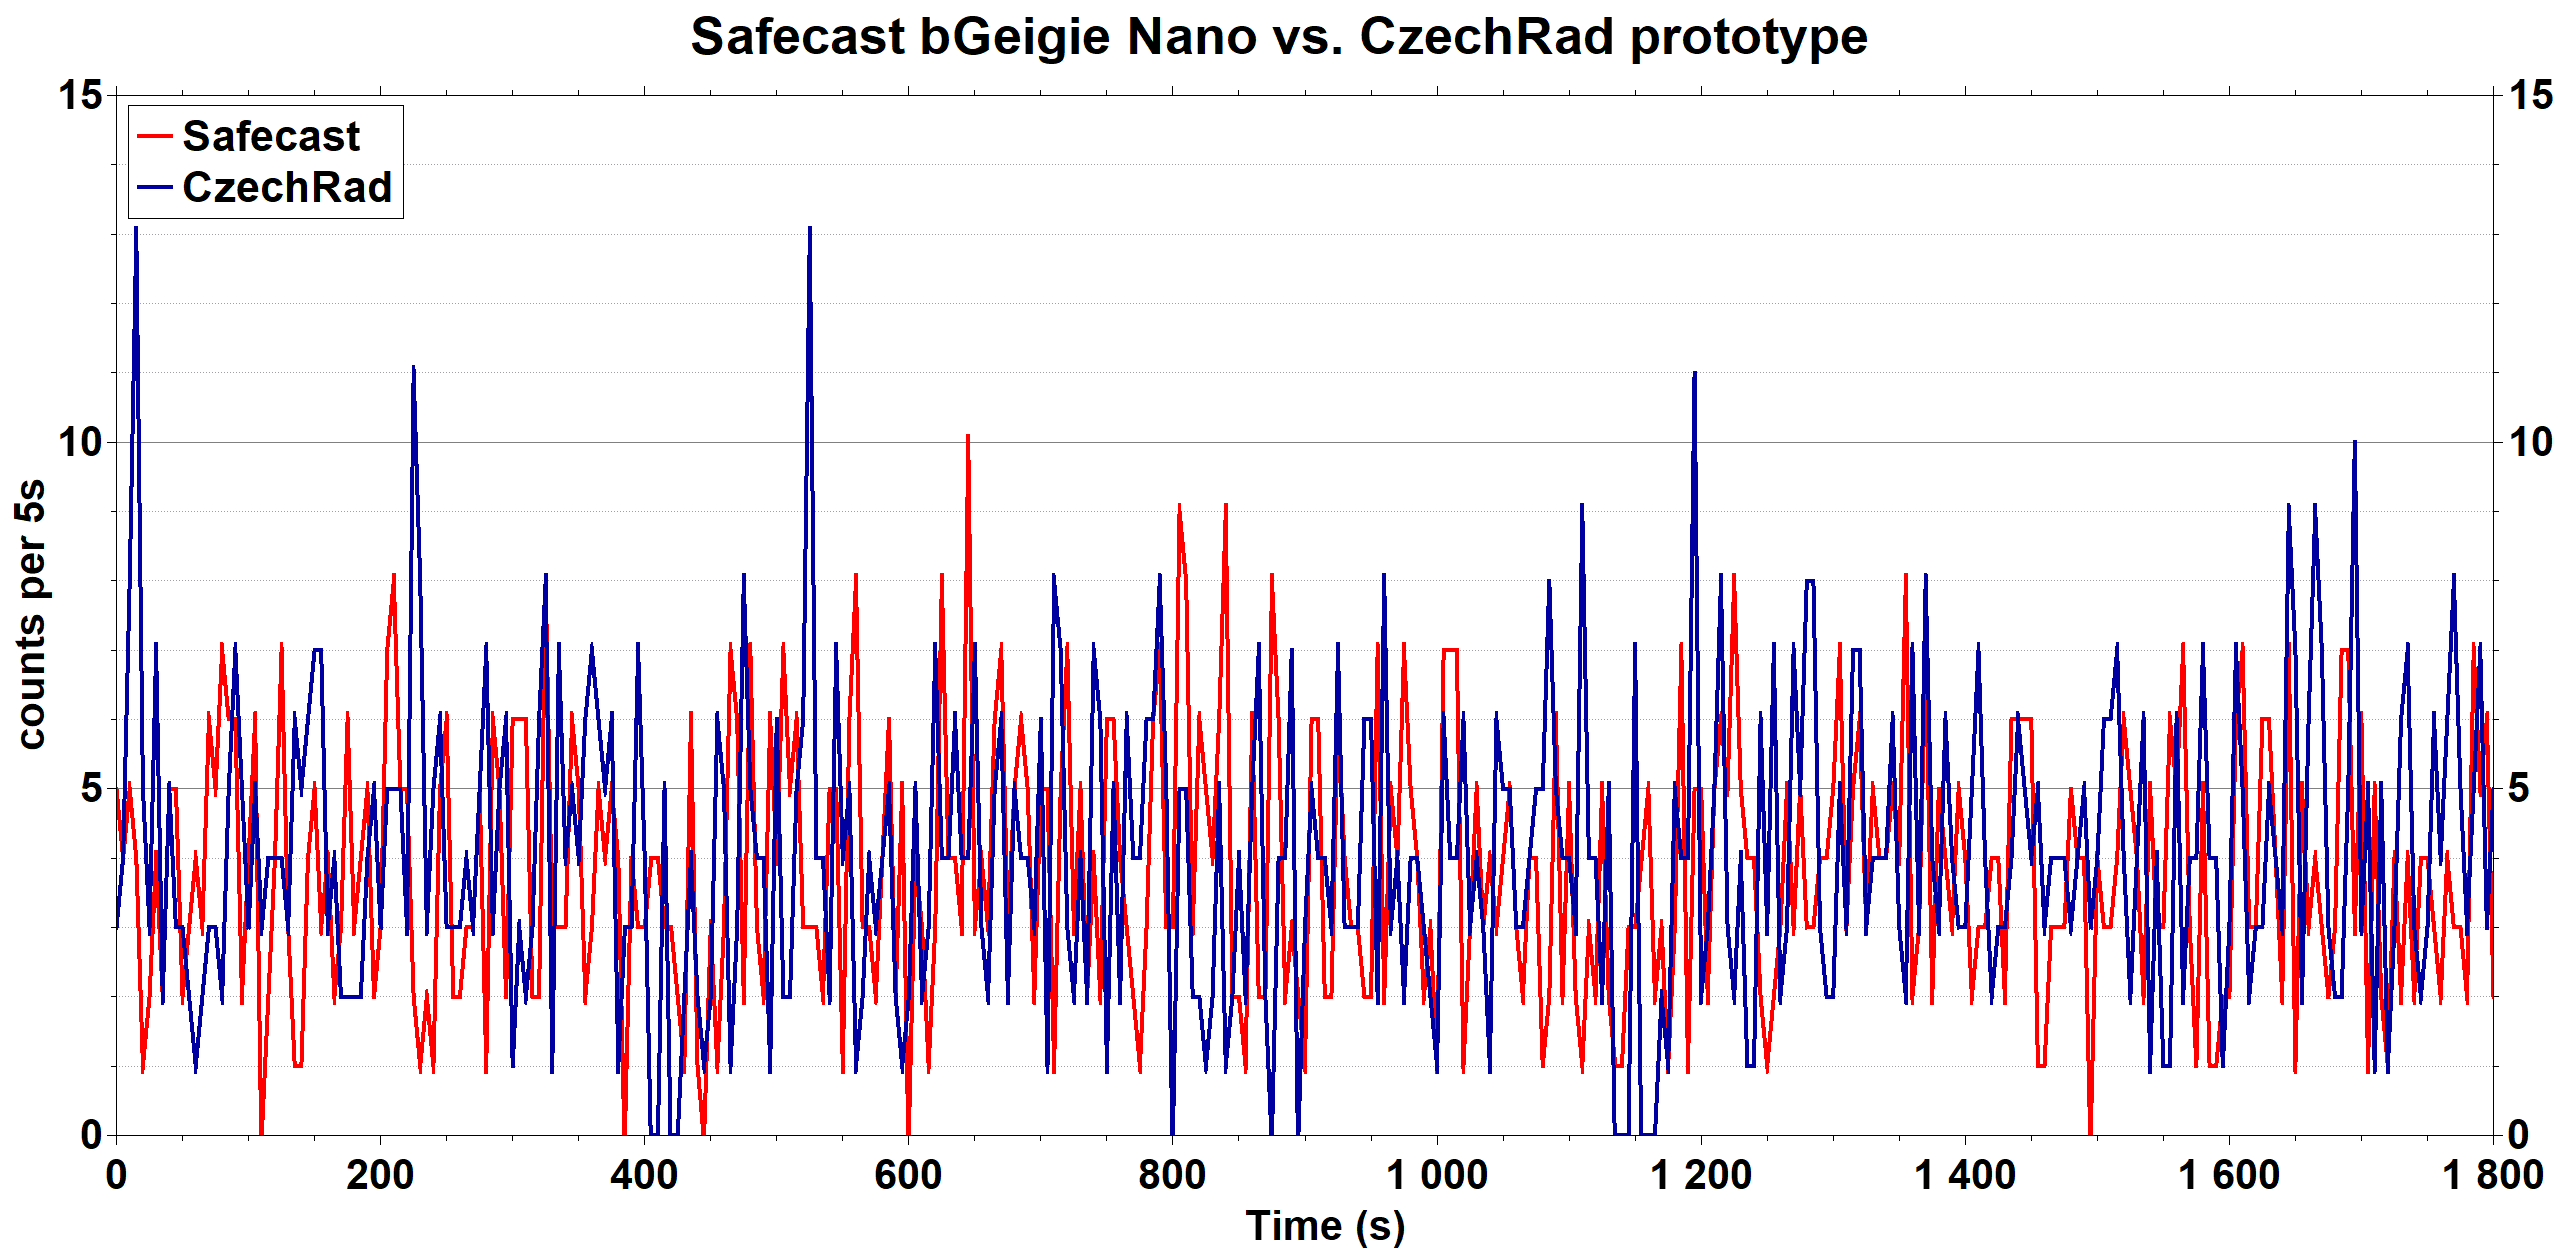 Safecast bGeigie Nano vs. CzechRad prototype
15
15
Safecast
CzechRad
10
10
counts per 5s
5
5
0
0
0 200 400 600 800 1 000 1 200 1 400 1 600 1 800
Time (s)